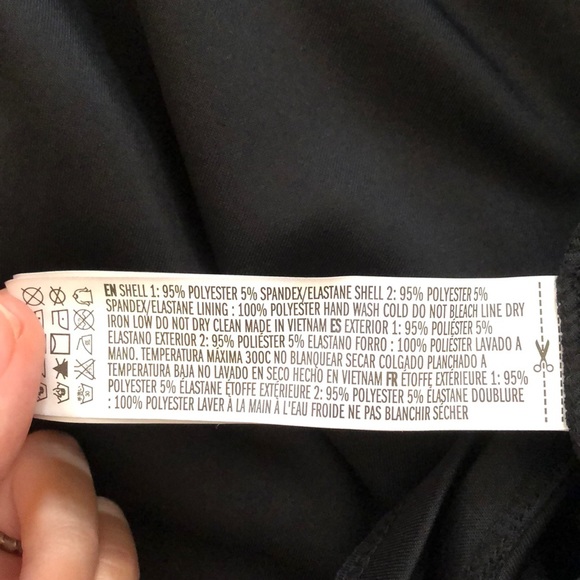 EN SHELL 1: 95% POLYESTER 5% SPANDEX/ELASTANE SHELL 2: 95% POLYESTER 5%
SPANDEX/ELASTANE LINING : 100% POLYESTER HAND WASH COLD DO NOT BLEACH LINE DRY
IRON LOW DO NOT DRY CLEAN MADE IN VIETNAM ES EXTERIOR 1: 95% POLIÉSTER 5%
ELASTANO EXTERIOR 2: 95% POLIÉSTER 5% ELASTANO FORRO : 100% POLIÉSTER LAVADO A
MANO. TEMPERATURA MÁXIMA 300C NO BLANQUEAR SECAR COLGADO PLANCHADO A
TEMPERATURA BAJA NO LAVADO EN SECO HECHO EN VIETNAM FR ÉTOFFE EXTÉRIEURE 1: 95%
POLYESTER 5% ÉLASTANE ÉTOFFE EXTÉRIEURE 2: 95% POLYESTER 5% ÉLASTANE DOUBLURE
: 100% POLYESTER LAVER À LA MAIN À L'EAU FROIDE NE PAS BLANCHIR SÉCHER